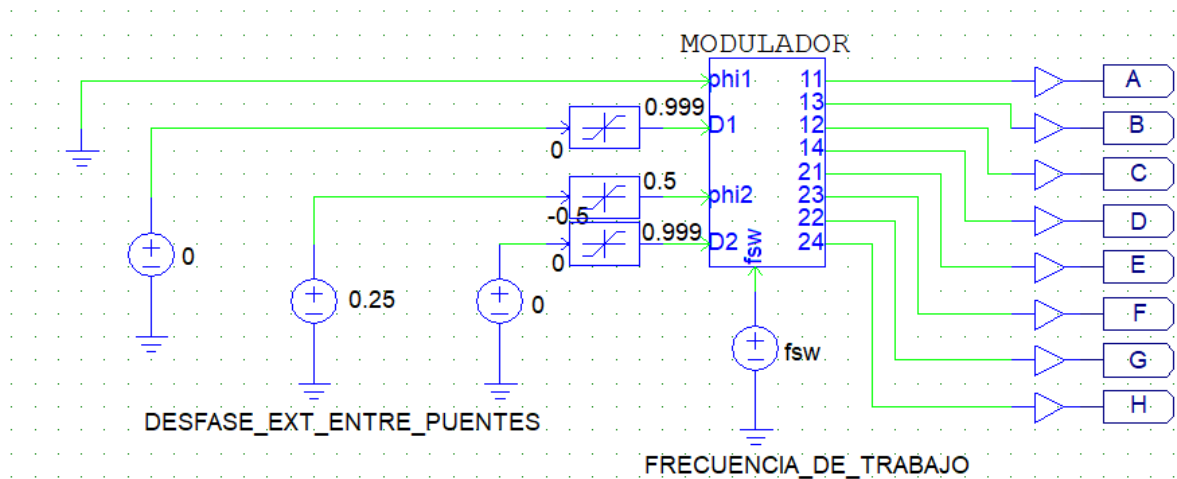 MODULADOR
phi1
D1
phi2
D2
fsw
11
13
12
14
21
23
22
24
0.999
0
0.5
-0.5
0.999
0
0
0.25
0
fsw
A
B
C
D
E
F
G
H
DESFASE_EXT_ENTRE_PUENTES
FRECUENCIA_DE_TRABAJO